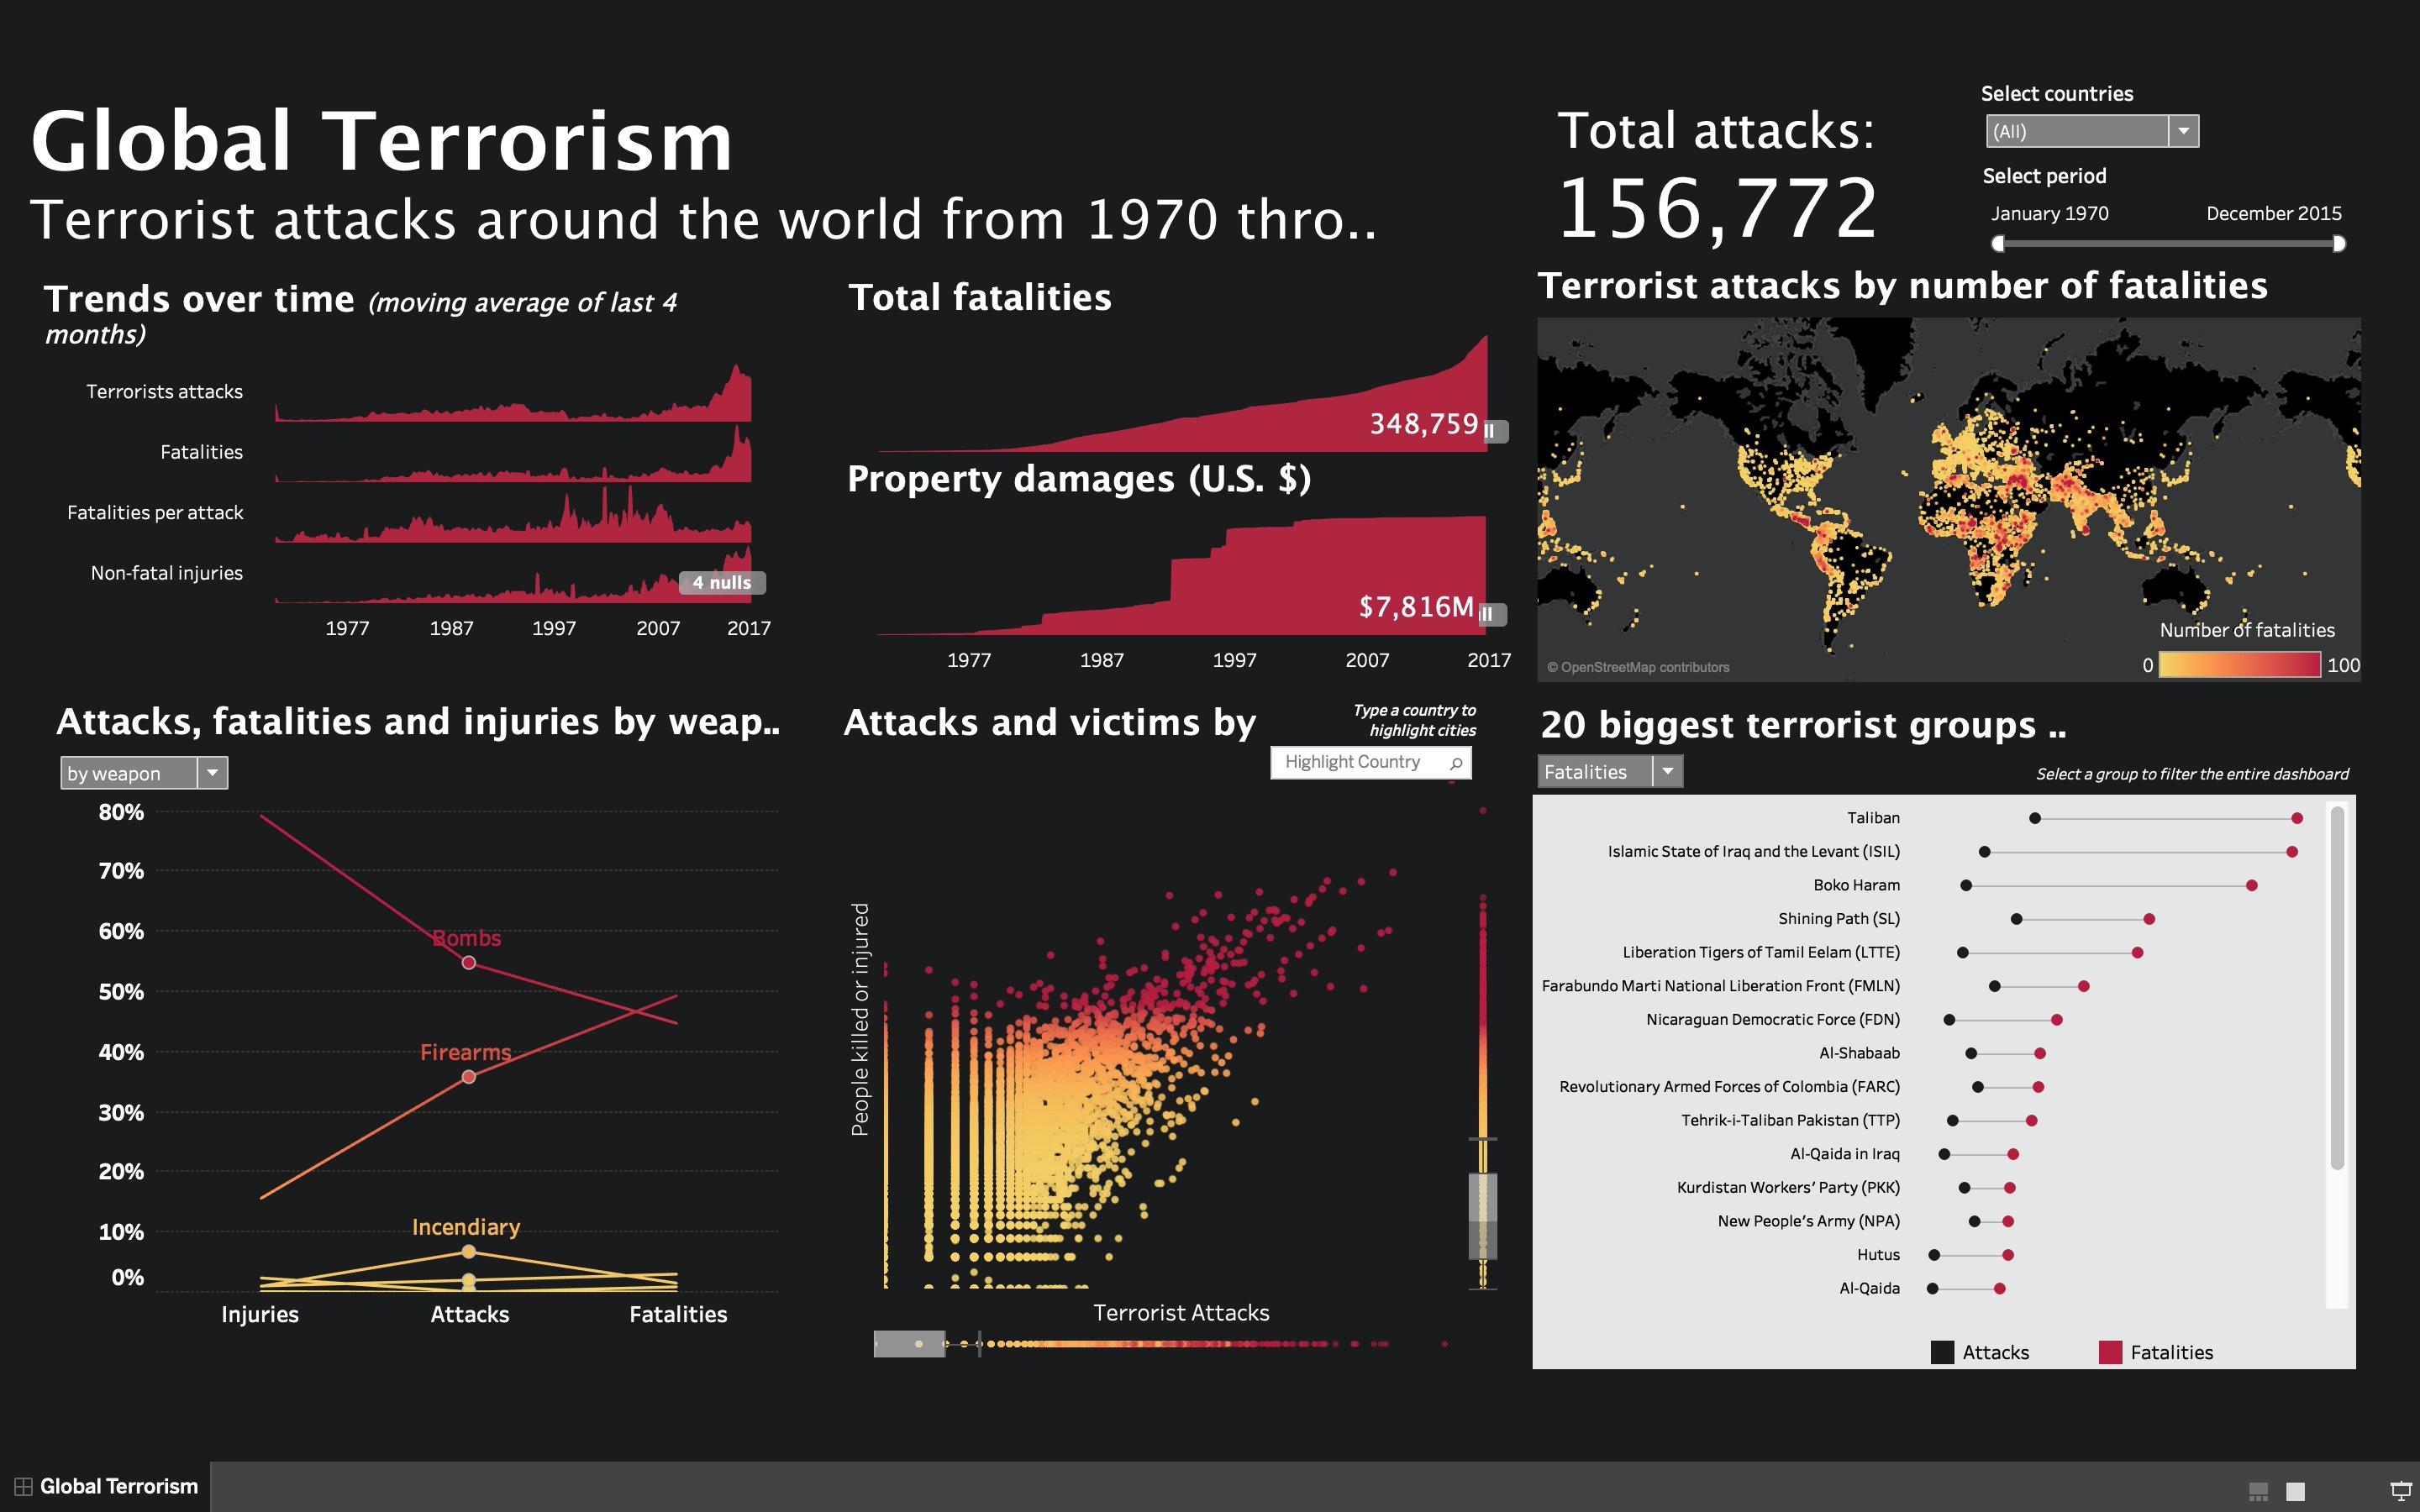 Global Terrorism
Terrorist attacks around the world from 1970 thro..
Total attacks:
156,772
Select countries
(All)
Select period
January 1970 December 2015
Trends over time (moving average of last 4
months)
Terrorists attacks
Fatalities
Fatalities per attack
Non-fatal injuries
4 nulls
1977 1987 1997 2007 2017
Total fatalities
348,759
Property damages (U.S. $)
$7,816M
1977 1987 1997 2007 2017
Terrorist attacks by number of fatalities
Number of fatalities
0 100
© OpenStreetMap contributors
Attacks, fatalities and injuries by weap..
by weapon
80%
70%
60%
50%
40%
30%
20%
10%
0%
Bombs
Firearms
Incendiary
Injuries Attacks Fatalities
Attacks and victims by
Type a country to
highlight cities
Highlight Country
People killed or injured
Terrorist Attacks
20 biggest terrorist groups ..
Fatalities
Select a group to filter the entire dashboard
Taliban
Islamic State of Iraq and the Levant (ISIL)
Boko Haram
Shining Path (SL)
Liberation Tigers of Tamil Eelam (LTTE)
Farabundo Marti National Liberation Front (FMLN)
Nicaraguan Democratic Force (FDN)
Al-Shabaab
Revolutionary Armed Forces of Colombia (FARC)
Tehrik-i-Taliban Pakistan (TTP)
Al-Qaida in Iraq
Kurdistan Workers' Party (PKK)
New People's Army (NPA)
Hutus
Al-Qaida
Attacks Fatalities
Global Terrorism